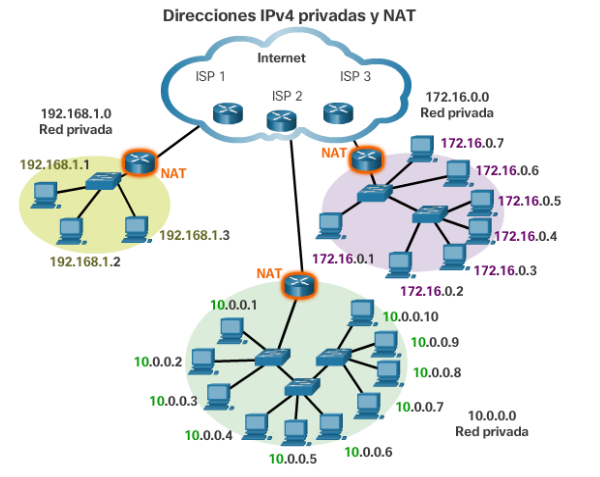 Direcciones IPv4 privadas y NAT
Internet
ISP 1
ISP 2
ISP 3
192.168.1.0
Red privada
NAT
192.168.1.1
192.168.1.2
192.168.1.3
172.16.0.0
Red privada
NAT
172.16.0.7
172.16.0.6
172.16.0.5
172.16.0.4
172.16.0.3
172.16.0.2
172.16.0.1
NAT
10.0.0.1
10.0.0.2
10.0.0.3
10.0.0.4
10.0.0.5
10.0.0.6
10.0.0.7
10.0.0.8
10.0.0.9
10.0.0.10
10.0.0.0
Red privada